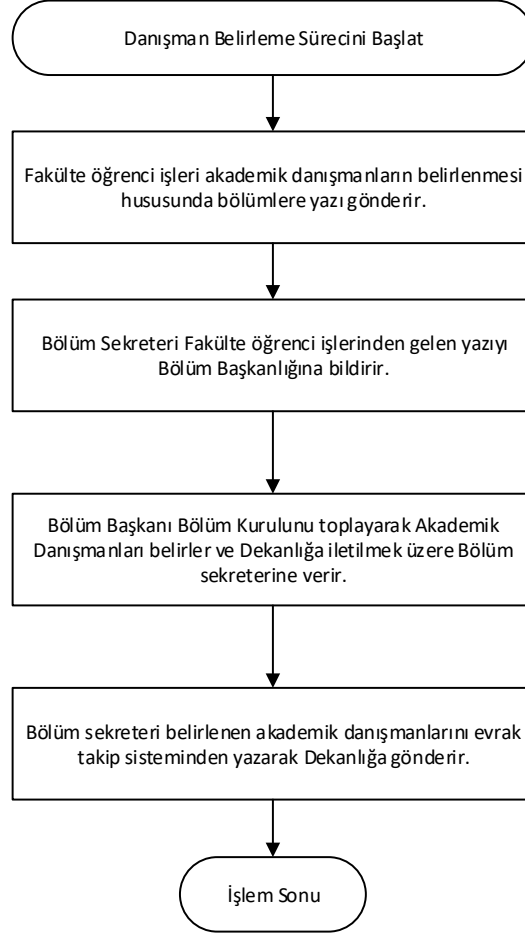 Danışman Belirleme Sürecini Başlat
Fakülte öğrenci işleri akademik danışmanların belirlenmesi
hususunda bölümlere yazı gönderir.
Bölüm Sekreteri Fakülte öğrenci işlerinden gelen yazıyı
Bölüm Başkanlığına bildirir.
Bölüm Başkanı Bölüm Kurulunu toplayarak Akademik
Danışmanları belirler ve Dekanlığa iletilmek üzere Bölüm
sekreterine verir.
Bölüm sekreteri belirlenen akademik danışmanlarını evrak
takip sisteminden yazarak Dekanlığa gönderir.
İşlem Sonu